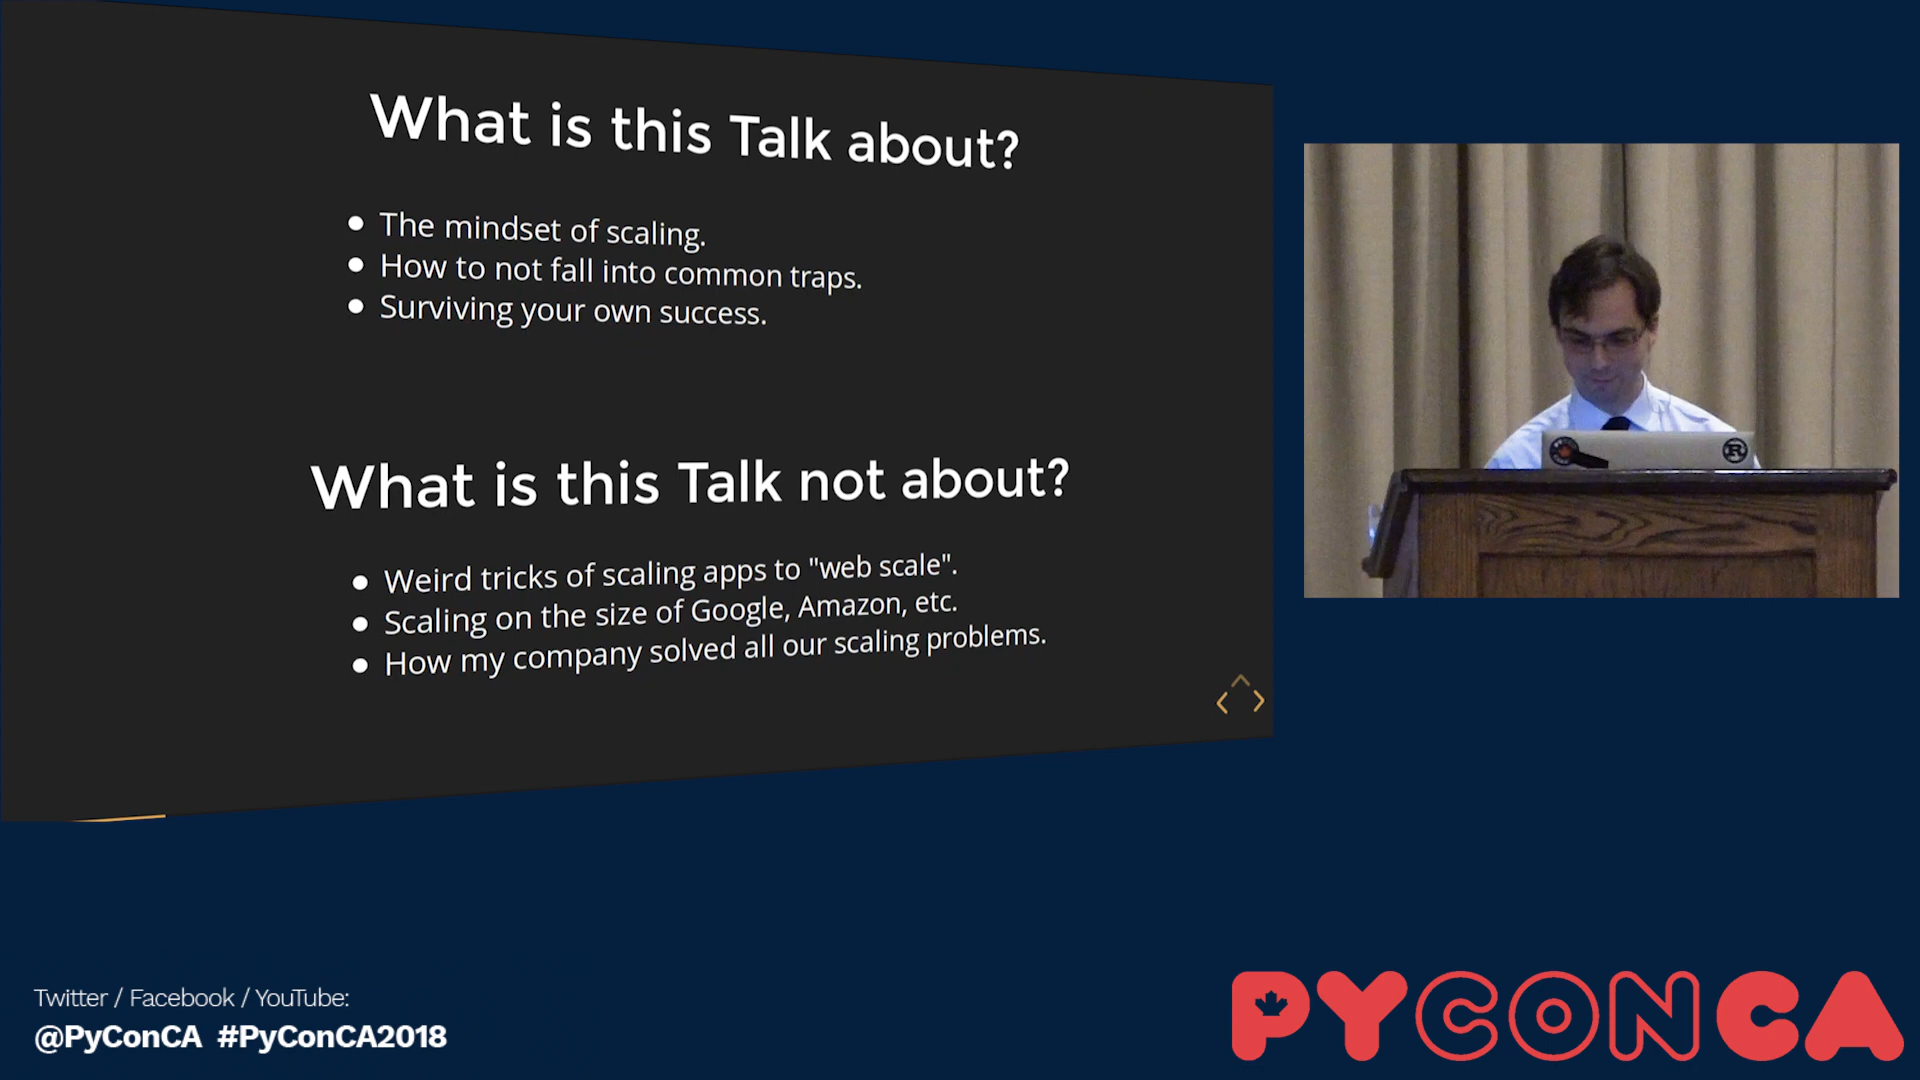 What is this Talk about?
The mindset of scaling.
How to not fall into common traps.
Surviving your own success.
What is this Talk not about?
Weird tricks of scaling apps to "web scale".
Scaling on the size of Google, Amazon, etc.
How my company solved all our scaling problems.
R
Twitter / Facebook / YouTube:
@PyConCA #PyConCA2018
PYCONCA